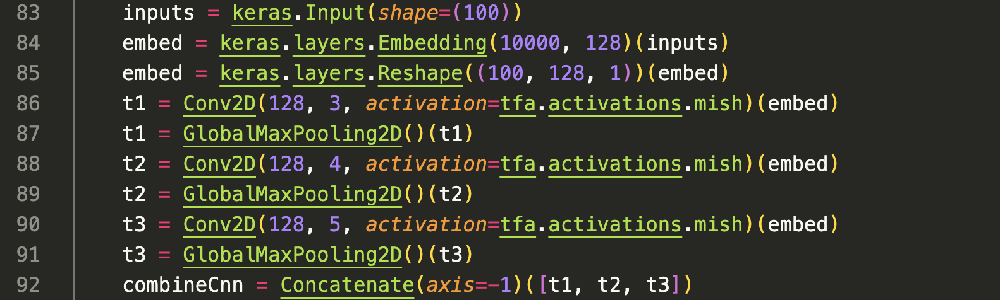 83 inputs = keras.Input(shape=(100))
84 embed = keras.layers.Embedding(10000, 128)(inputs)
85 embed = keras.layers.Reshape((100, 128, 1))(embed)
86 t1 = Conv2D(128, 3, activation=tfa.activations.mish)(embed)
87 t1 = GlobalMaxPooling2D()(t1)
88 t2 = Conv2D(128, 4, activation=tfa.activations.mish)(embed)
89 t2 = GlobalMaxPooling2D()(t2)
90 t3 = Conv2D(128, 5, activation=tfa.activations.mish)(embed)
91 t3 = GlobalMaxPooling2D()(t3)
92 combineCnn = Concatenate(axis=-1)([t1, t2, t3])